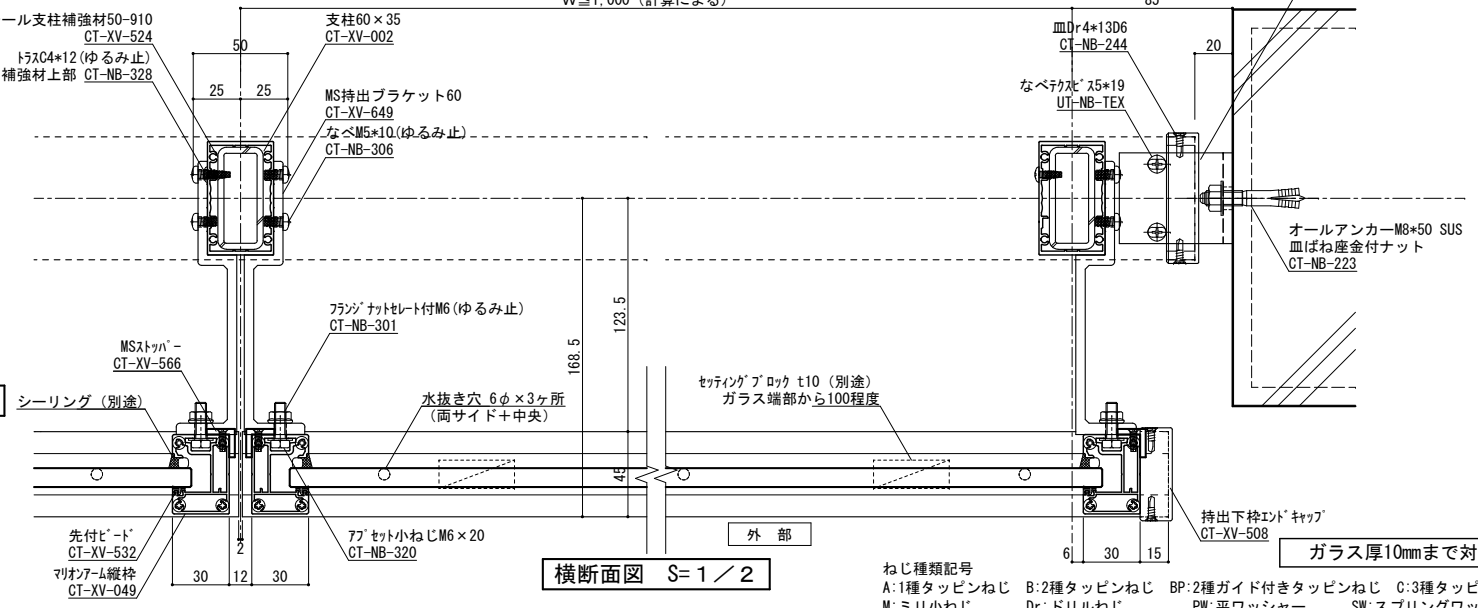 W≦1,000 (計算による)
85
ール支柱補強材50-910
CT-XV-524
トラスC4*12(ゆるみ止)
補強材上部 CT-NB-328
50
25
25
支柱60×35
CT-XV-002
MS持出ブラケット60
CT-XV-649
なべM5*10(ゆるみ止)
CT-NB-306
皿Dr4*13D6
CT-NB-244
20
なべテクスビス5*19
UT-NB-TEX
オールアンカーM8*50 SUS
皿ばね座金付ナット
CT-NB-223
フランジナットセレート付M6(ゆるみ止)
CT-NB-301
123.5
168.5
45
MSストッパー
CT-XV-566
シーリング (別途)
水抜き穴 6φ×3ヶ所
(両サイド+中央)
セッティングブロック t10 (別途)
ガラス端部から100程度
先付ビード
CT-XV-532
マリオンアーム縦枠
CT-XV-049
2
30
12
30
アプセット小ねじM6×20
CT-NB-320
外 部
横断面図 S=1/2
6
30
15
持出下枠エンドキャップ
CT-XV-508
ガラス厚10mmまで対
ねじ種類記号
A:1種タッピンねじ B:2種タッピンねじ BP:2種ガイド付きタッピンねじ C:3種タッピ
M:ミリ小ねじ Dr:ドリルねじ PW:平ワッシャー SW:スプリングワッ